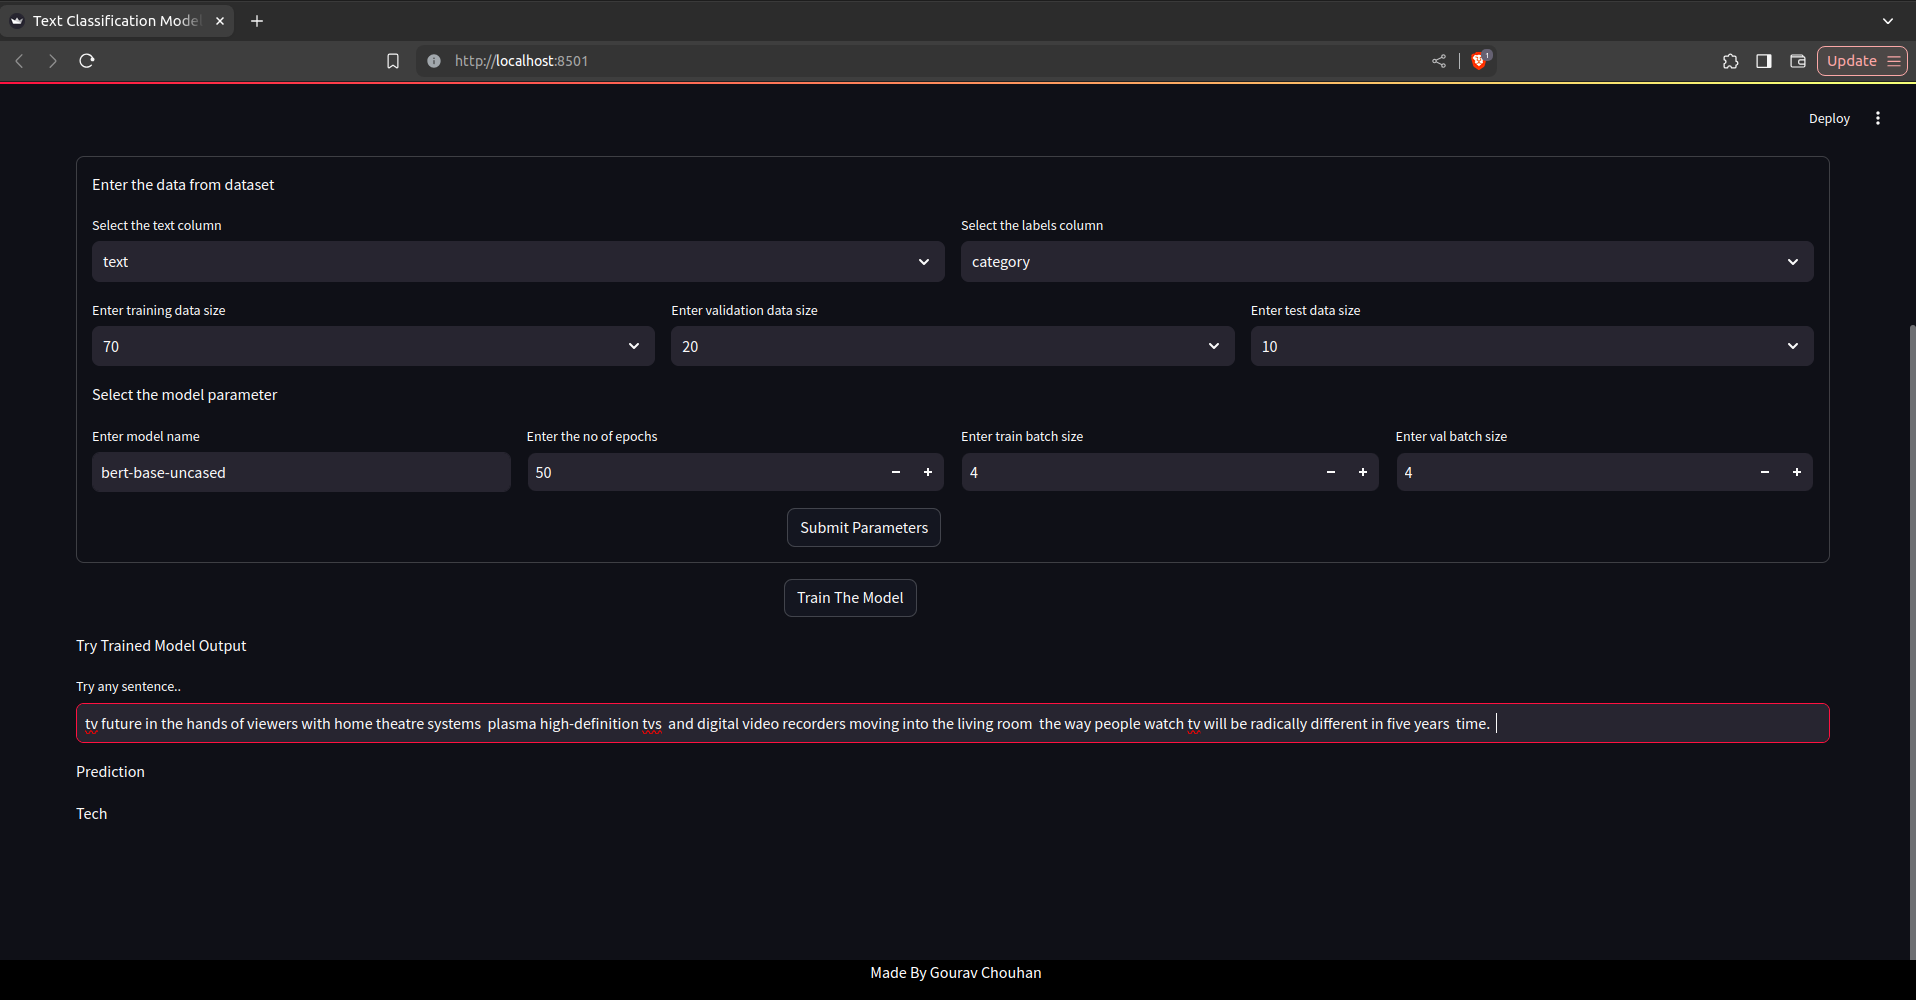 Text Classification Model
http://localhost:8501
1
Update
Deploy
Enter the data from dataset
Select the text column
Select the labels column
text
category
Enter training data size
Enter validation data size
Enter test data size
70
20
10
Select the model parameter
Enter model name
Enter the no of epochs
Enter train batch size
Enter val batch size
bert-base-uncased
50
4
4
Submit Parameters
Train The Model
Try Trained Model Output
Try any sentence..
tv future in the hands of viewers with home theatre systems  plasma high-definition tvs  and digital video recorders moving into the living room  the way people watch tv will be radically different in five years  time.
Prediction
Tech
Made By Gourav Chouhan